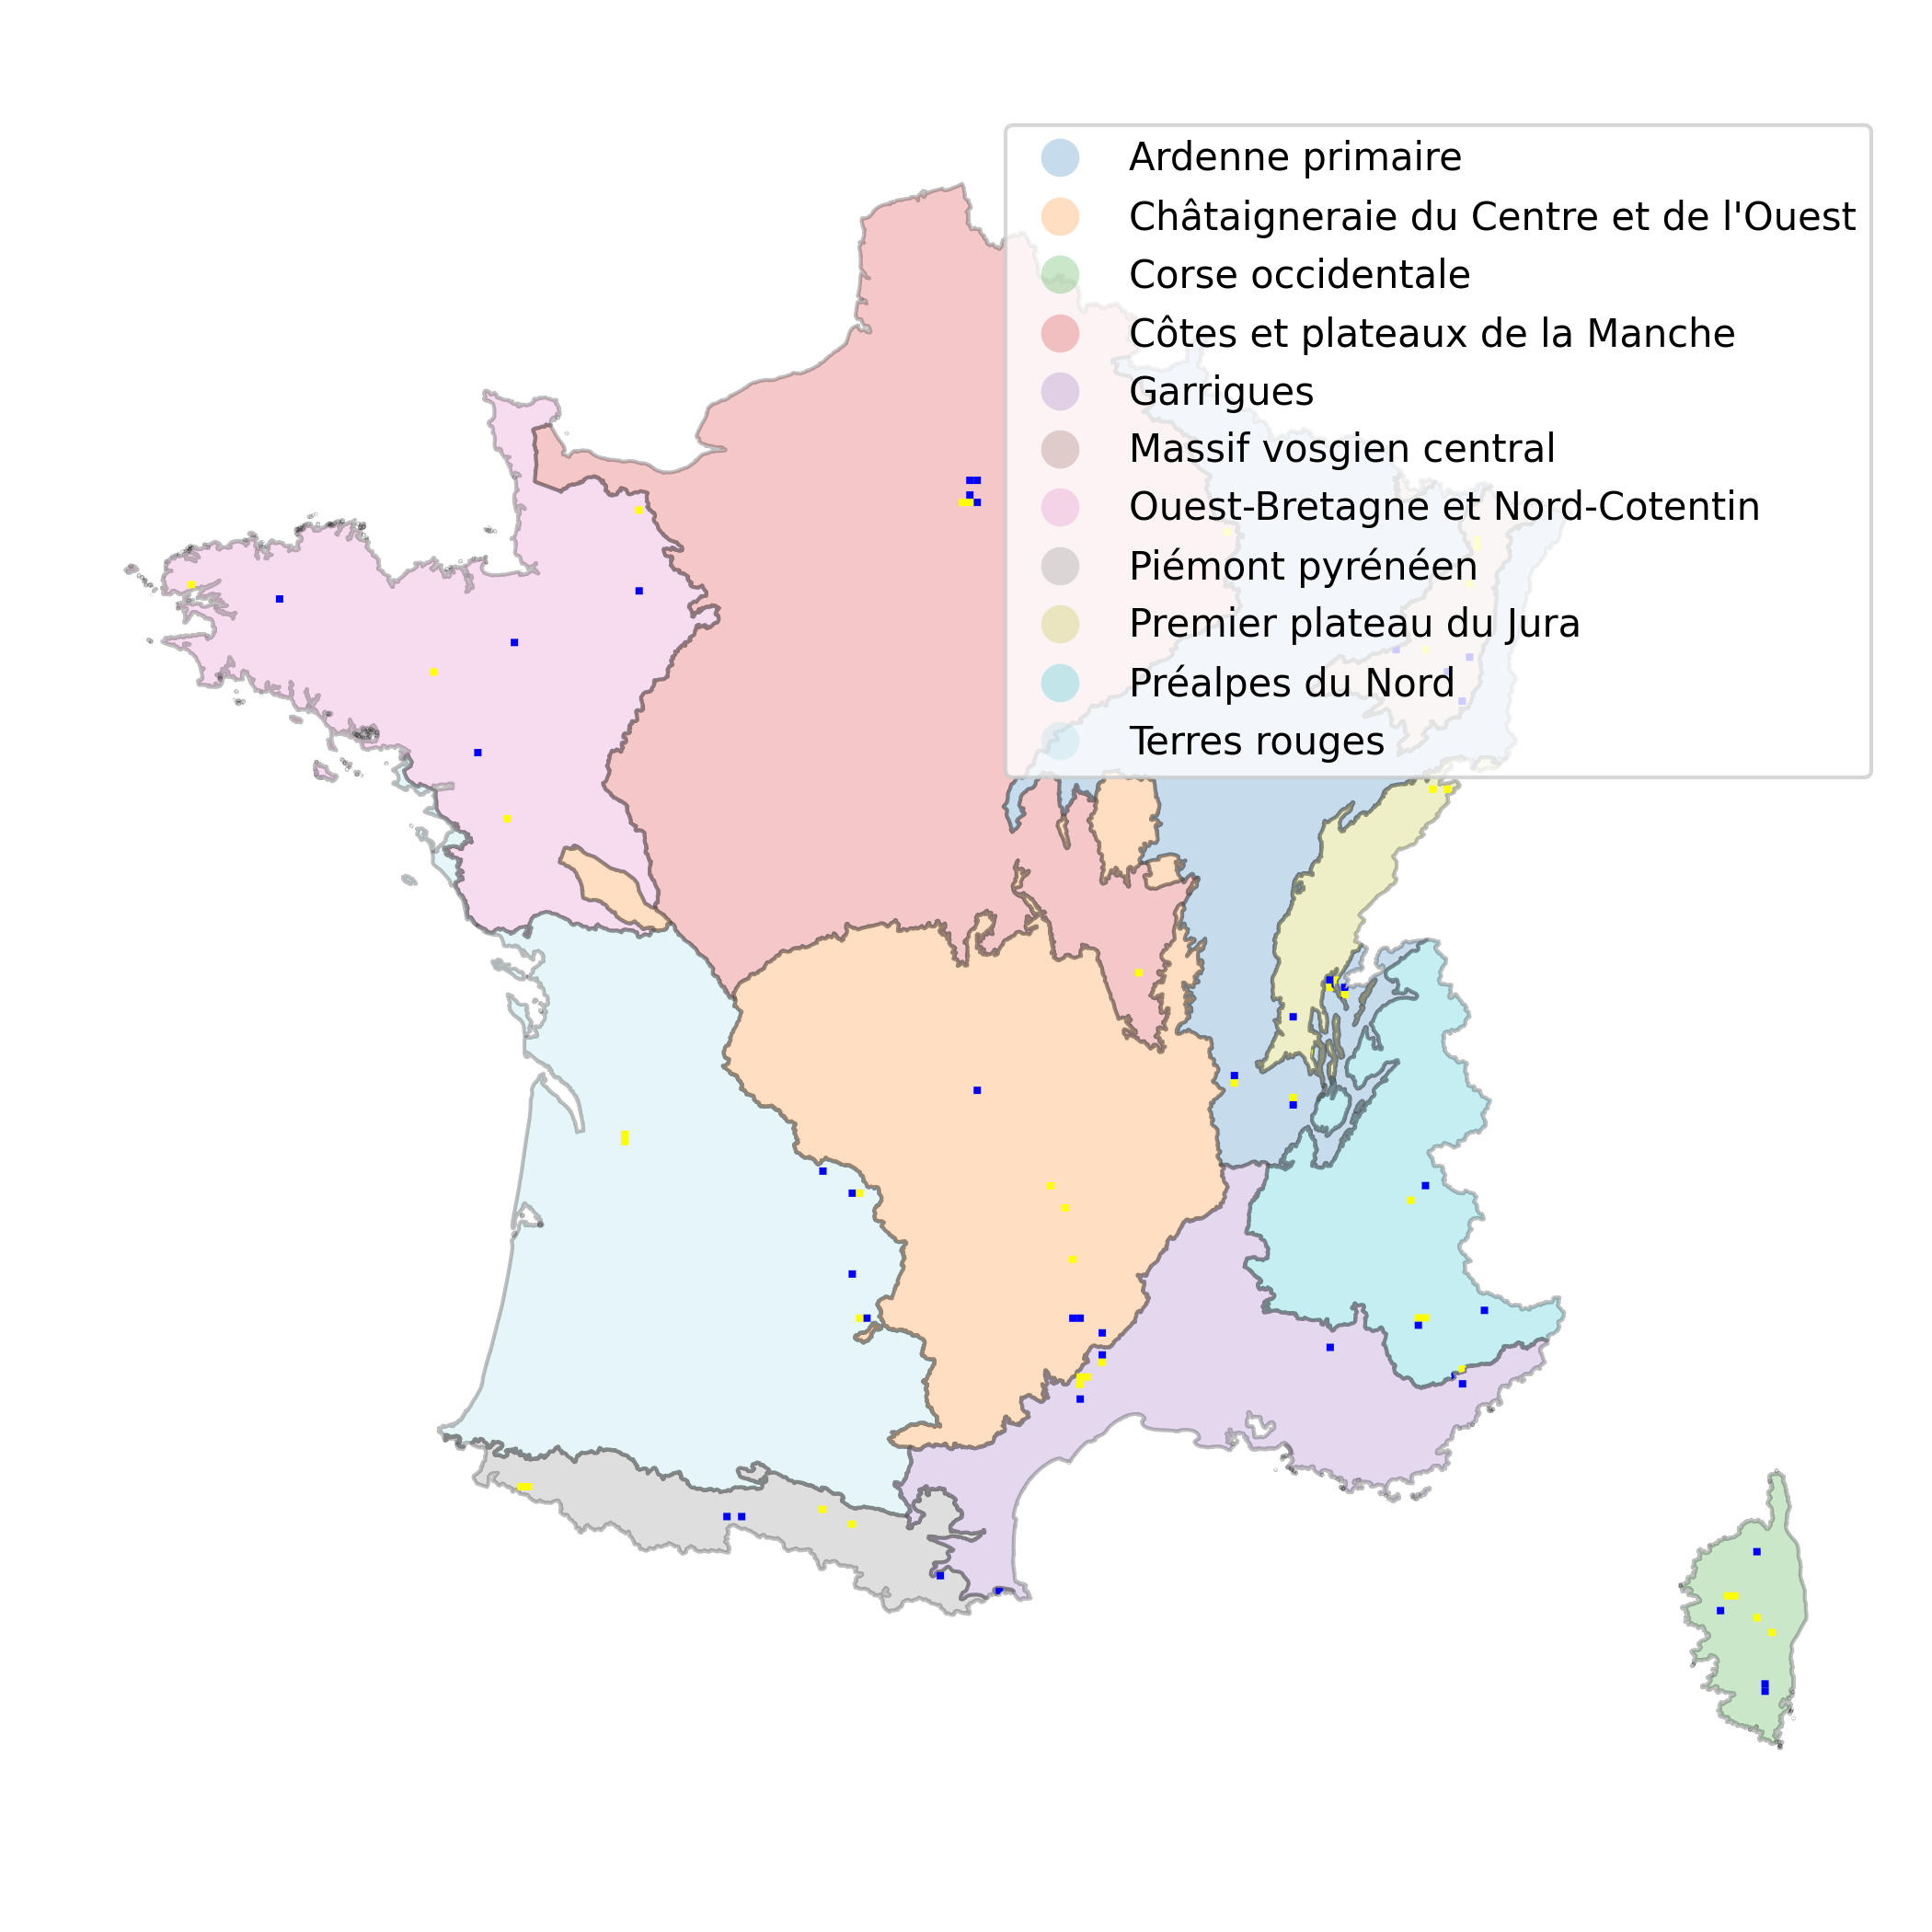 Ardenne primaire
Châtaigneraie du Centre et de l'Ouest
Corse occidentale
Côtes et plateaux de la Manche
Garrigues
Massif vosgien central
Ouest-Bretagne et Nord-Cotentin
Piémont pyrénéen
Premier plateau du Jura
Préalpes du Nord
Terres rouges